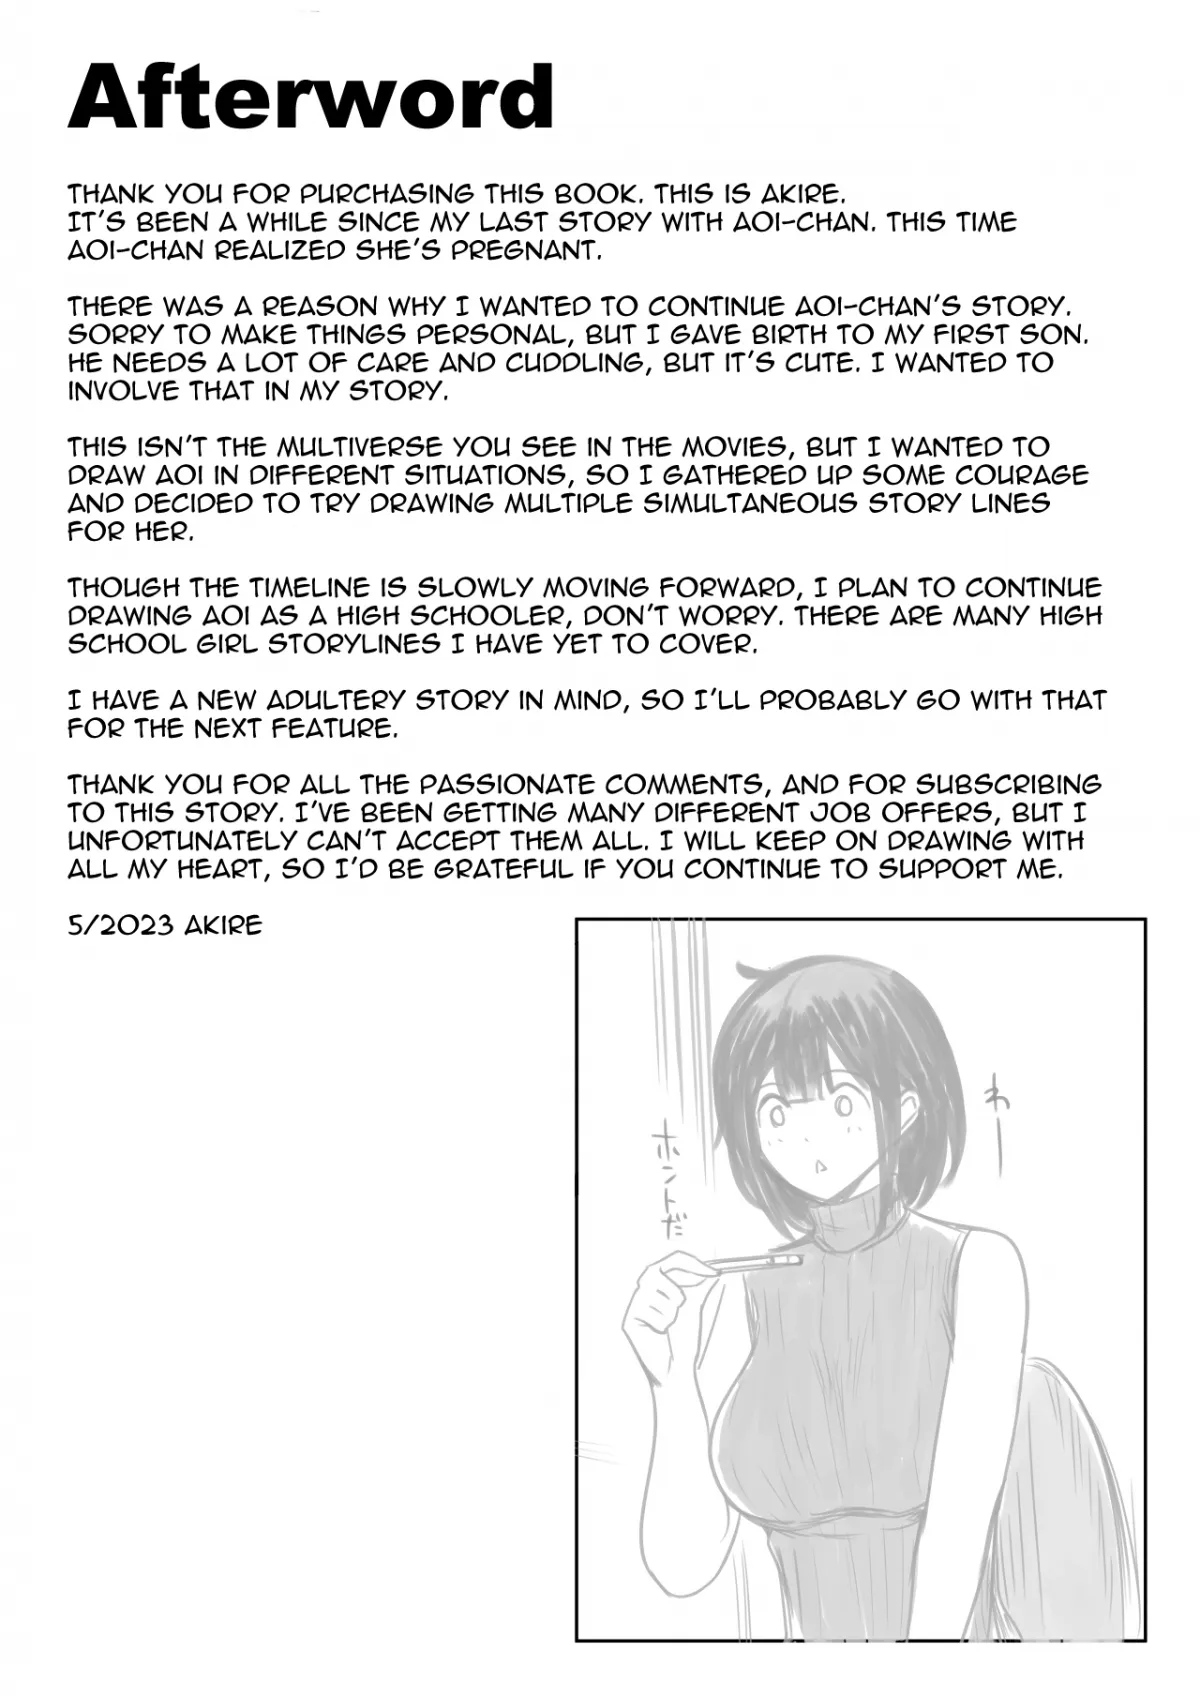 Afterword
THANK YOU FOR PURCHASING THIS BOOK. THIS IS AKIRE.
IT'S BEEN A WHILE SINCE MY LAST STORY WITH AOI-CHAN. THIS TIME
AOI-CHAN REALIZED SHE'S PREGNANT.
THERE WAS A REASON WHY I WANTED TO CONTINUE AOI-CHAN'S STORY.
SORRY TO MAKE THINGS PERSONAL, BUT I GAVE BIRTH TO MY FIRST SON.
HE NEEDS A LOT OF CARE AND CUDDLING, BUT IT'S CUTE. I WANTED TO
INVOLVE THAT IN MY STORY.
THIS ISN'T THE MULTIVERSE YOU SEE IN THE MOVIES, BUT I WANTED TO
DRAW AOI IN DIFFERENT SITUATIONS, SO I GATHERED UP SOME COURAGE
AND DECIDED TO TRY DRAWING MULTIPLE SIMULTANEOUS STORY LINES
FOR HER.
THOUGH THE TIMELINE IS SLOWLY MOVING FORWARD, I PLAN TO CONTINUE
DRAWING AOI AS A HIGH SCHOOLER, DON'T WORRY. THERE ARE MANY HIGH
SCHOOL GIRL STORYLINES I HAVE YET TO COVER.
I HAVE A NEW ADULTERY STORY IN MIND, SO I'LL PROBABLY GO WITH THAT
FOR THE NEXT FEATURE.
THANK YOU FOR ALL THE PASSIONATE COMMENTS, AND FOR SUBSCRIBING
TO THIS STORY. I'VE BEEN GETTING MANY DIFFERENT JOB OFFERS, BUT I
UNFORTUNATELY CAN'T ACCEPT THEM ALL. I WILL KEEP ON DRAWING WITH
ALL MY HEART, SO I'D BE GRATEFUL IF YOU CONTINUE TO SUPPORT ME.
5/2023 AKIRE
わー
ホントだ